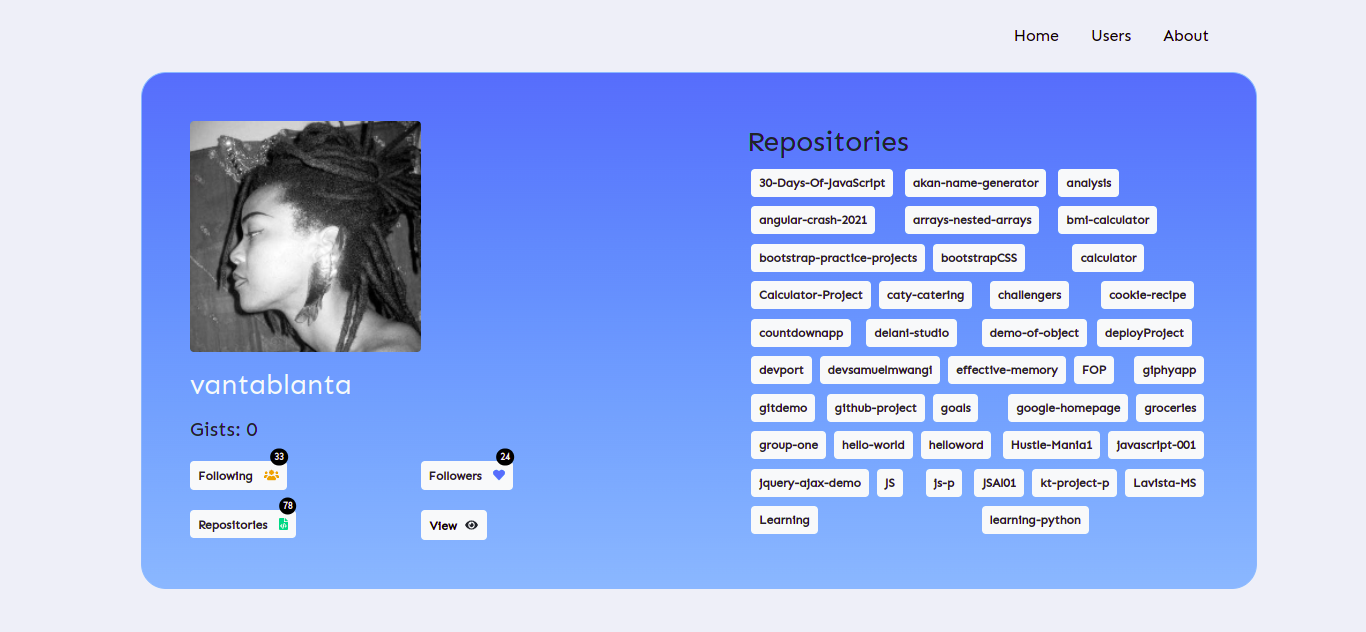 Home Users About
Repositories
30-Days-Of-JavaScript akan-name-generator analysis
angular-crash-2021 arrays-nested-arrays bmi-calculator
bootstrap-practice-projects bootstrapCSS calculator
Calculator-Project caty-catering challengers cookie-recipe
countdownapp delani-studio demo-of-object deployProject
devport devsamuelmwangi effective-memory FOP giphyapp
gitdemo github-project goals google-homepage groceries
group-one hello-world helloword Hustle-Mania1 javascript-001
jquery-ajax-demo JS js-p JSAI01 kt-project-p Lavista-MS
Learning learning-python
vantablanta
Gists: 0
Following 33 Followers 24
Repositories 78 View